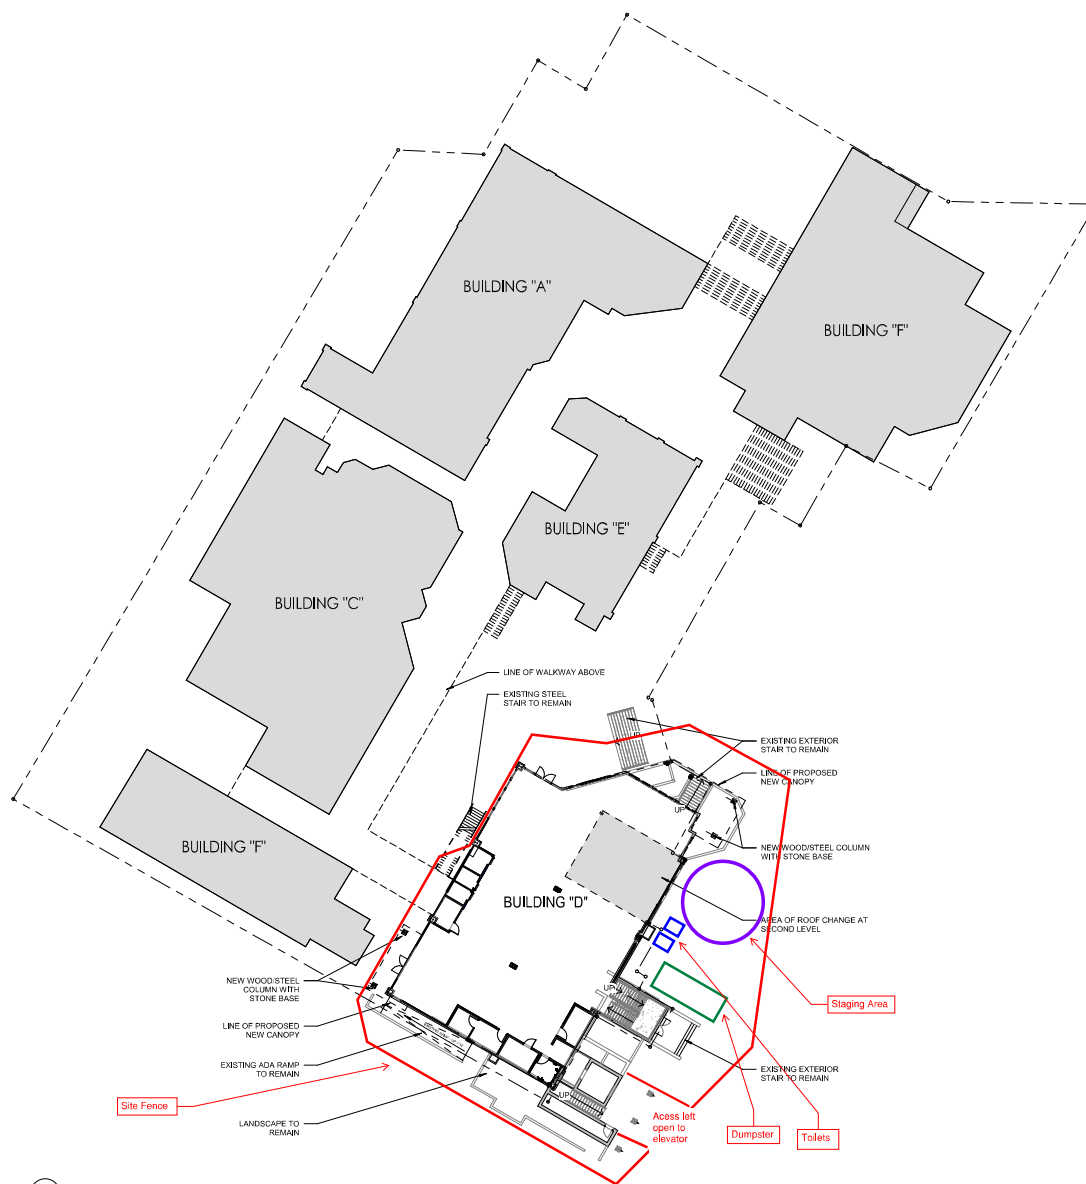 BUILDING "A"
BUILDING "F"
BUILDING "E"
BUILDING "C"
LINE OF WALKWAY ABOVE
EXISTING STEEL
STAIR TO REMAIN
UP
EXISTING EXTERIOR
STAIR TO REMAIN
LINE OF PROPOSED
NEW CANOPY
UP
BUILDING "F"
NEW WOOD/STEEL COLUMN
WITH STONE BASE
BUILDING "D"
AREA OF ROOF CHANGE AT
SECOND LEVEL
NEW WOOD/STEEL
COLUMN WITH
STONE BASE
UP
Staging Area
LINE OF PROPOSED
NEW CANOPY
EXISTING ADA RAMP
TO REMAIN
EXISTING EXTERIOR
STAIR TO REMAIN
Site Fence
UP
LANDSCAPE TO
REMAIN
Acess left
open to
elevator
Dumpster
Toilets